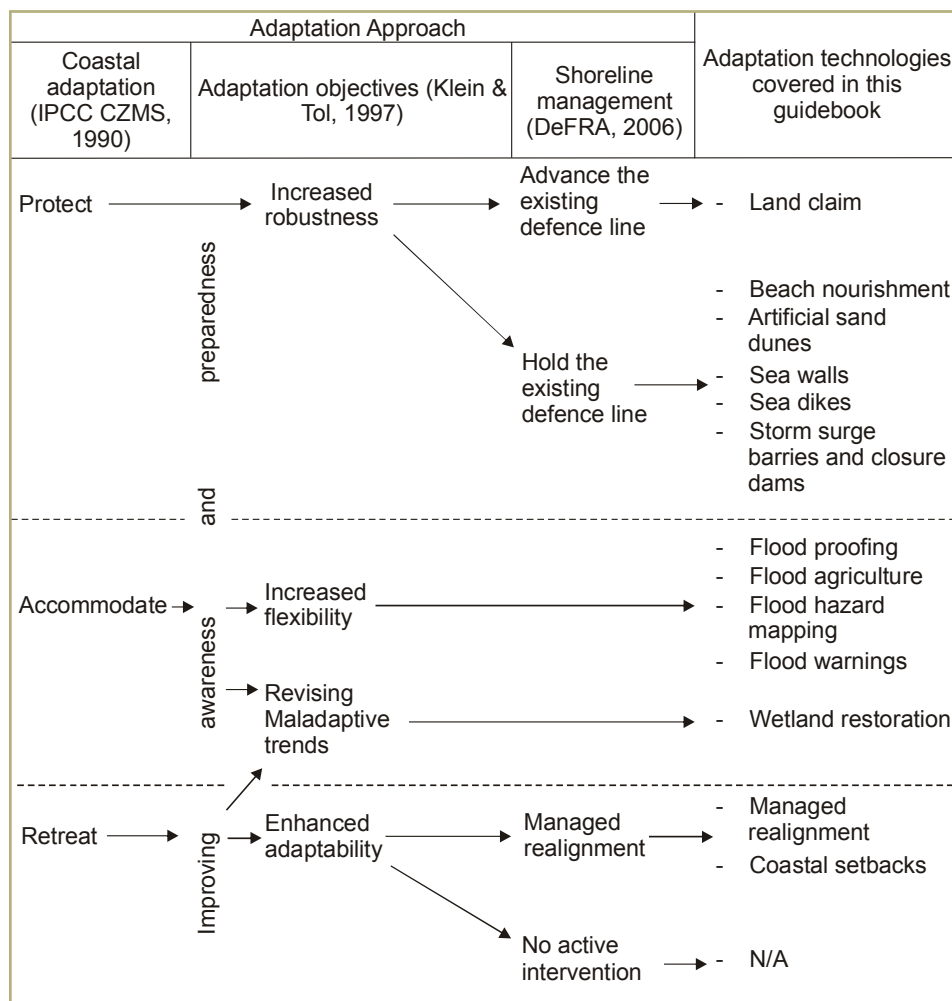 Adaptation Approach
Coastal
adaptation
(IPCC CZMS,
1990)
Adaptation objectives (Klein &
Tol, 1997)
Shoreline
management
(DeFRA, 2006)
Adaptation technologies
covered in this
guidebook
Protect
Increased
robustness
Advance the
existing
defence line
- Land claim
Hold the
existing
defence line
- Beach nourishment
- Artificial sand
dunes
- Sea walls
- Sea dikes
- Storm surge
barries and closure
dams
Accommodate
Increased
flexibility
- Flood proofing
- Flood agriculture
- Flood hazard
mapping
- Flood warnings
Revising
Maladaptive
trends
- Wetland restoration
Retreat
Enhanced
adaptability
Managed
realignment
- Managed
realignment
- Coastal setbacks
No active
intervention
- N/A
Improving awareness and preparedness